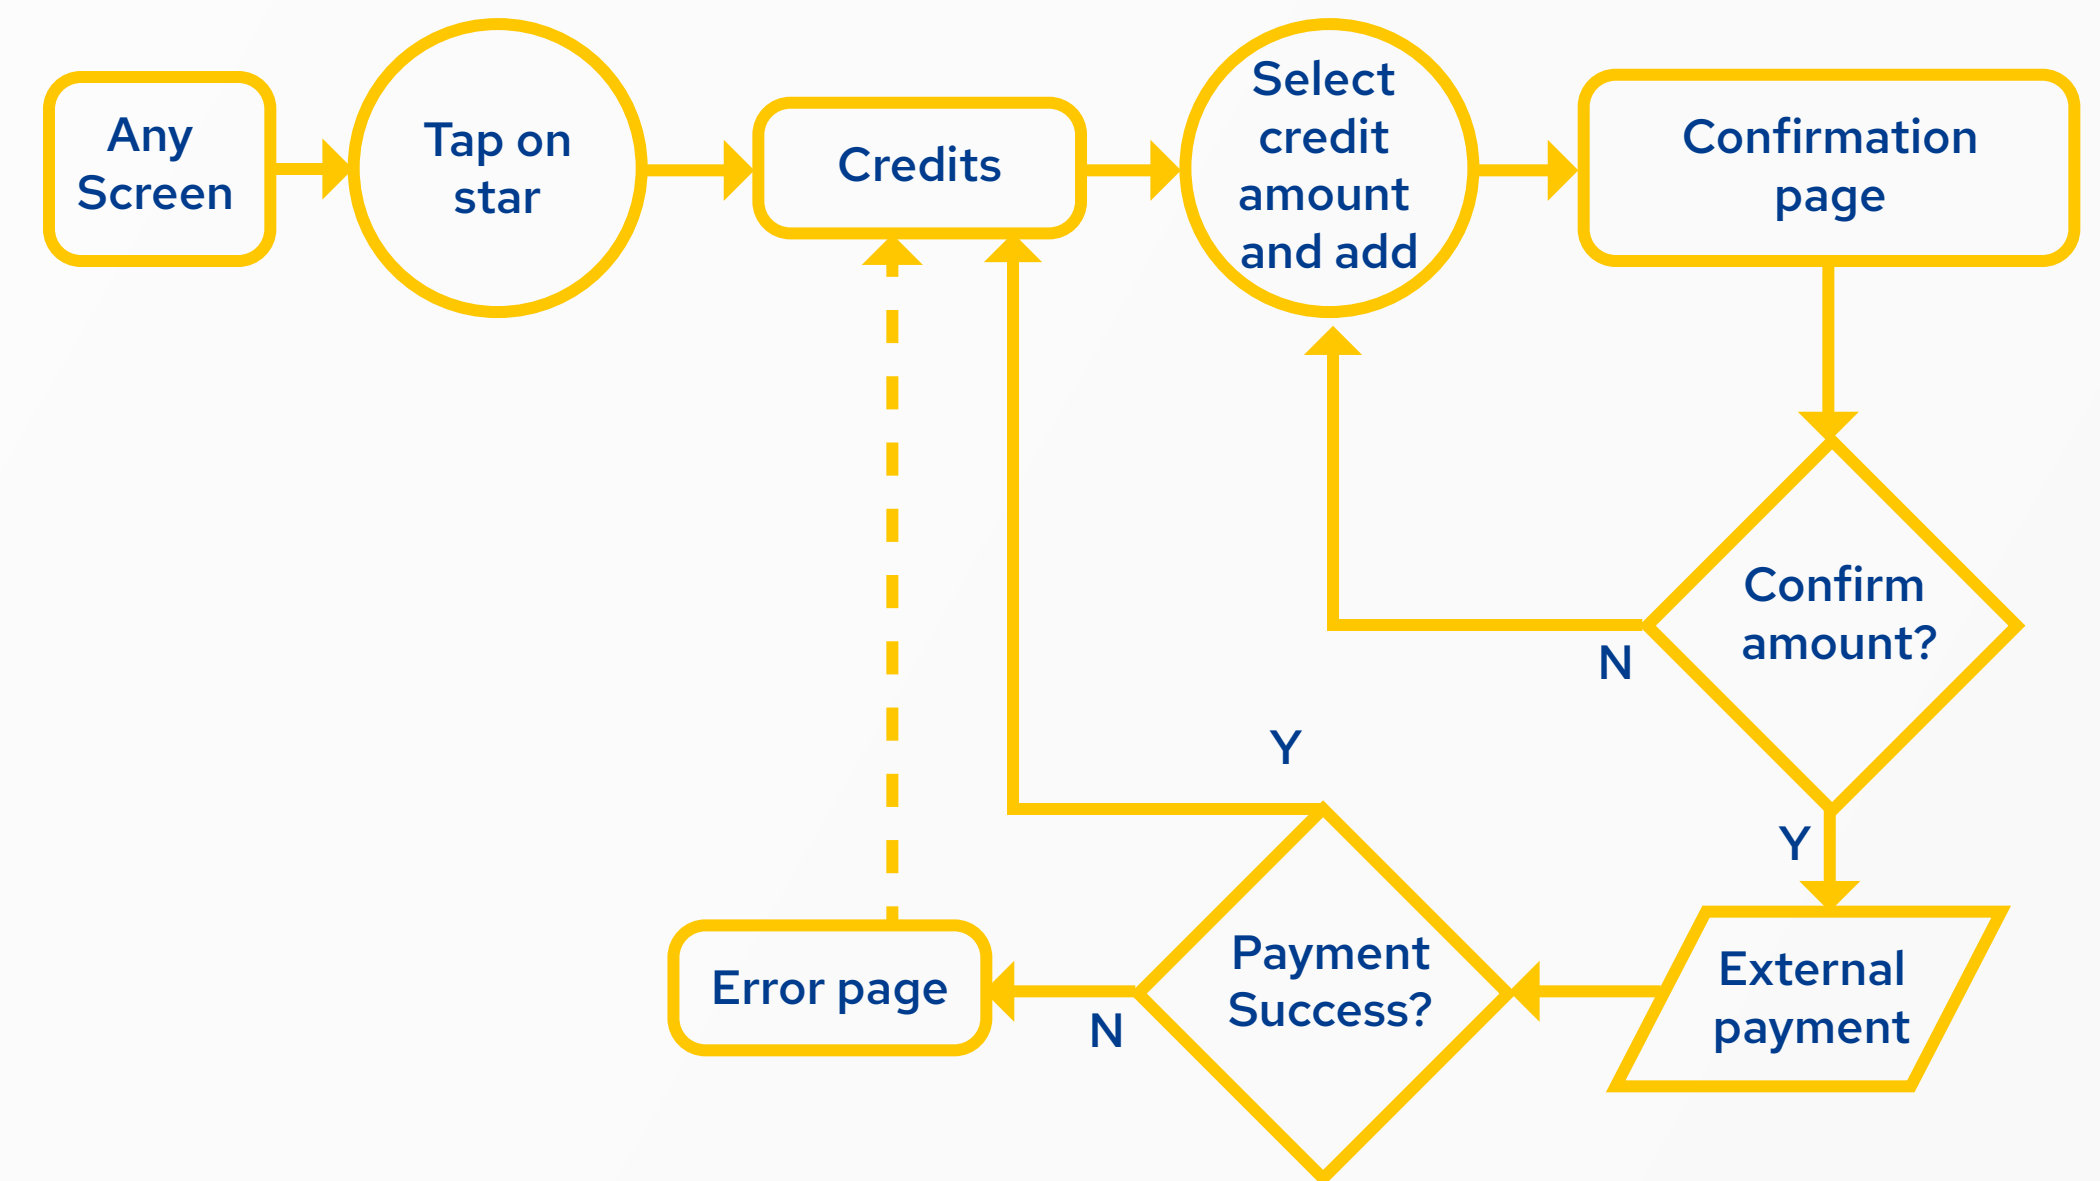 Any
Screen
Tap on
star
Credits
Select
credit
amount
and add
Confirmation
page
Confirm
amount?
N
Y
Y
External
payment
Payment
Success?
N
Error page